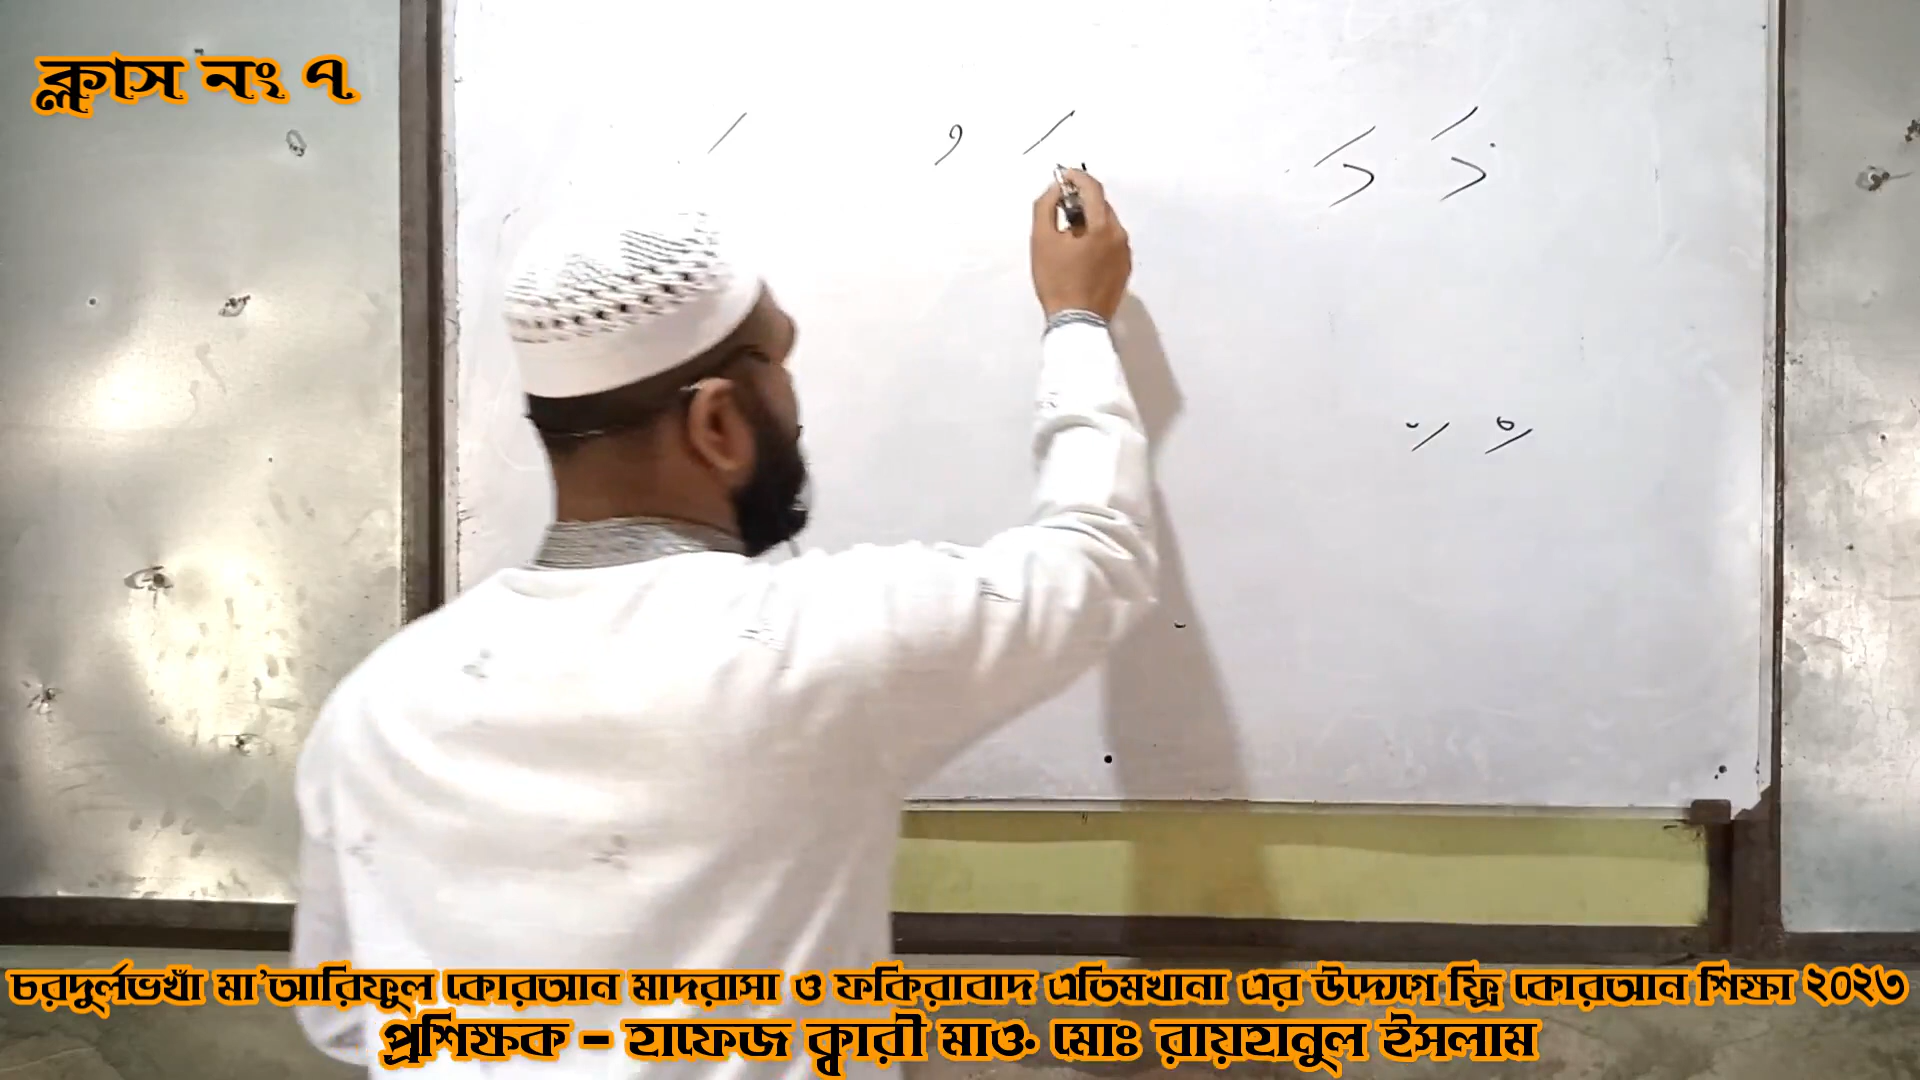 ক্লাস নং ৭
َ ُ َ دَ دَ
চরদুর্লভখাঁ মা'আরিফুল কোরআন মাদরাসা ও ফকিরাবাদ এতিমখানা এর উদ্যেগে ফ্রি কোরআন শিক্ষা ২০২৩
প্রশিক্ষক - হাফেজ ক্বারী মাওঃ মোঃ রায়হানুল ইসলাম